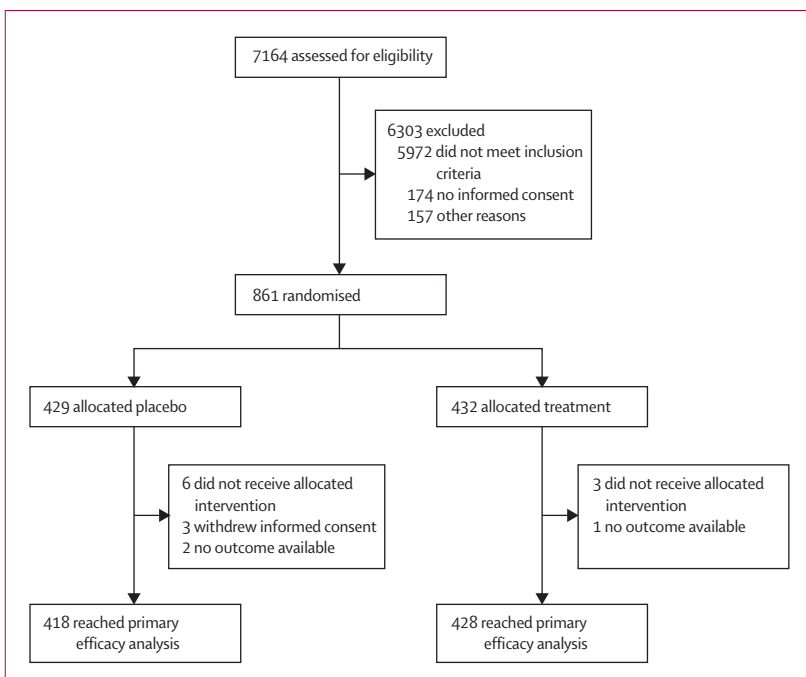 7164 assessed for eligibility
6303 excluded
5972 did not meet inclusion
criteria
174 no informed consent
157 other reasons
861 randomised
429 allocated placebo
432 allocated treatment
6 did not receive allocated
intervention
3 withdrew informed consent
2 no outcome available
3 did not receive allocated
intervention
1 no outcome available
418 reached primary
efficacy analysis
428 reached primary
efficacy analysis